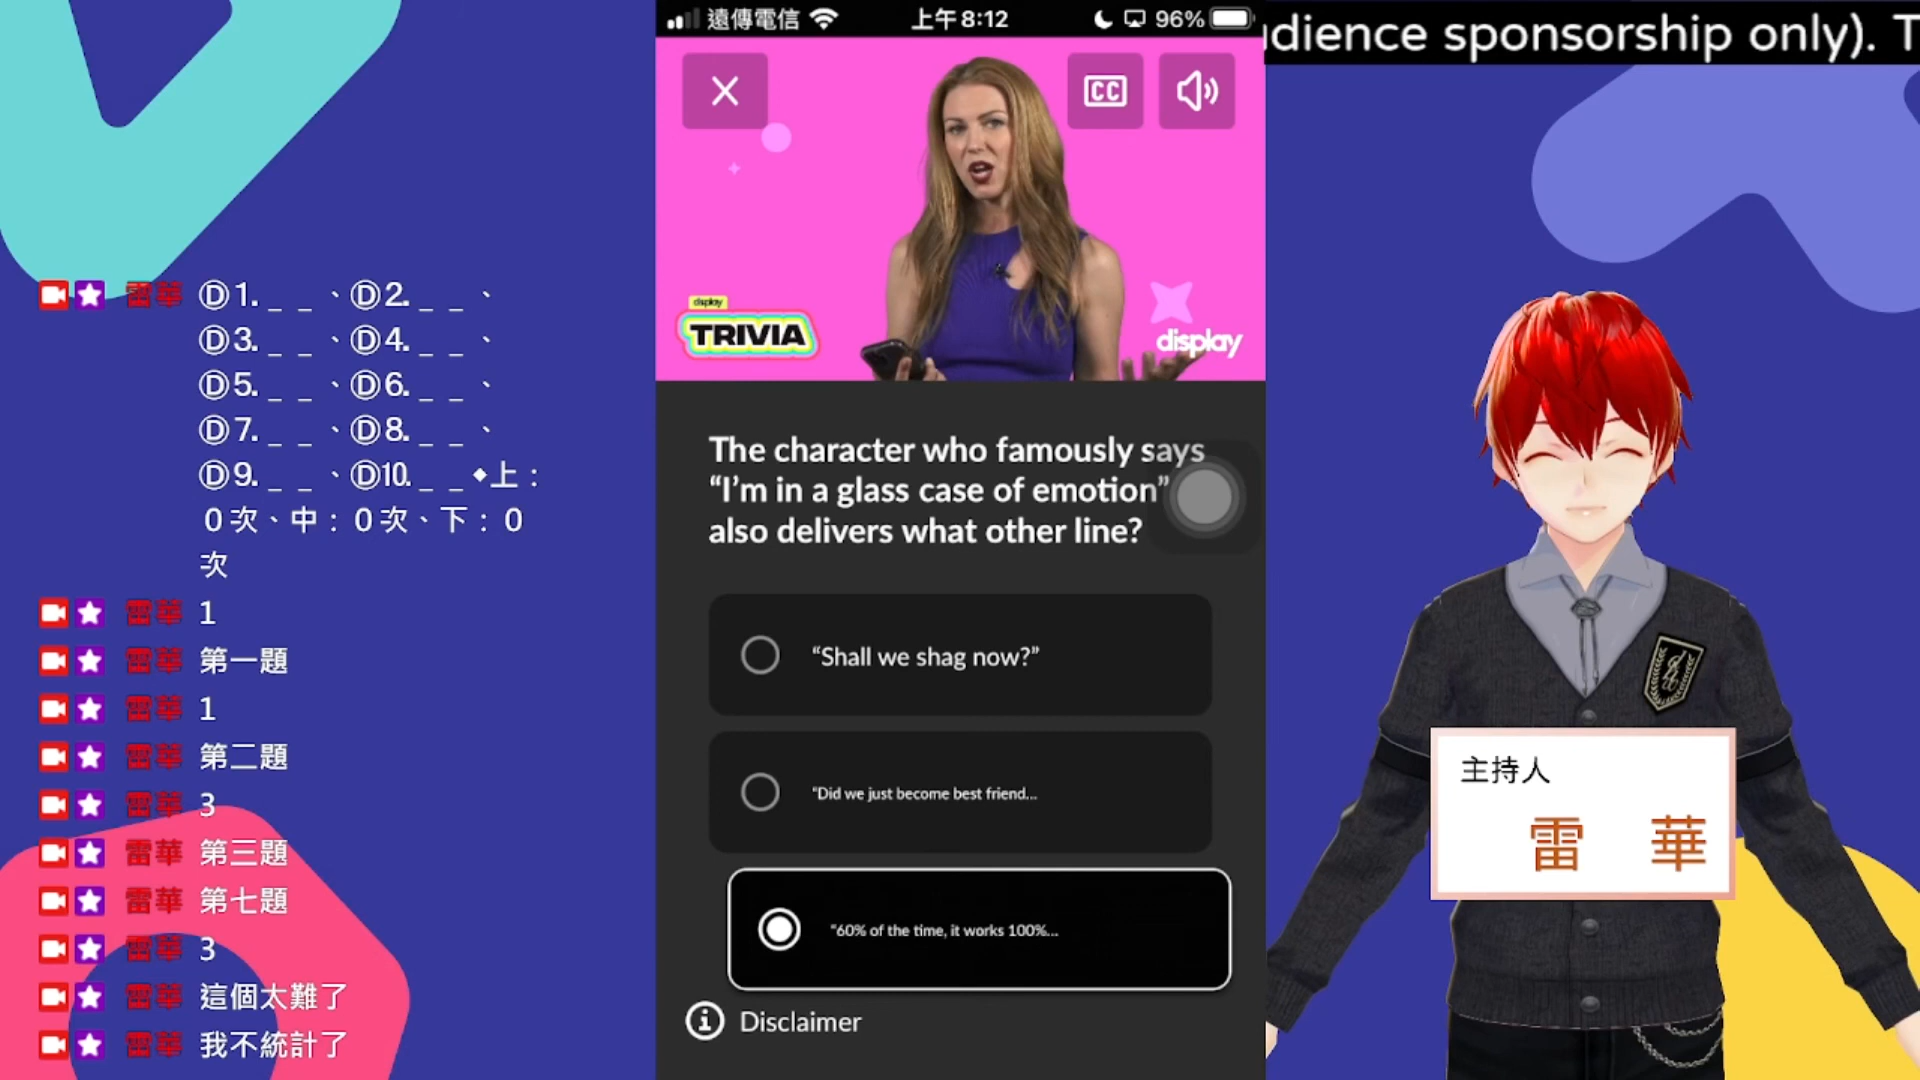 遠傳電信
上午8:12
96%
dience sponsorship only). T
CC
display
TRIVIA
display
The character who famously says
“I'm in a glass case of emotion”
also delivers what other line?
“Shall we shag now?”
“Did we just become best friend...
“60% of the time, it works 100%...
Disclaimer
雷華 Ⓓ1. _ _ 、Ⓓ2. _ _ 、
Ⓓ3. _ _ 、Ⓓ4. _ _ 、
Ⓓ5. _ _ 、Ⓓ6. _ _ 、
Ⓓ7. _ _ 、Ⓓ8. _ _ 、
Ⓓ9. _ _ 、Ⓓ10. _ _ ◆上：
0次、中：0次、下：0
次
雷華 1
雷華 第一題
雷華 1
雷華 第二題
雷華 3
雷華 第三題
雷華 第七題
雷華 3
雷華 這個太難了
雷華 我不統計了
主持人
雷 華